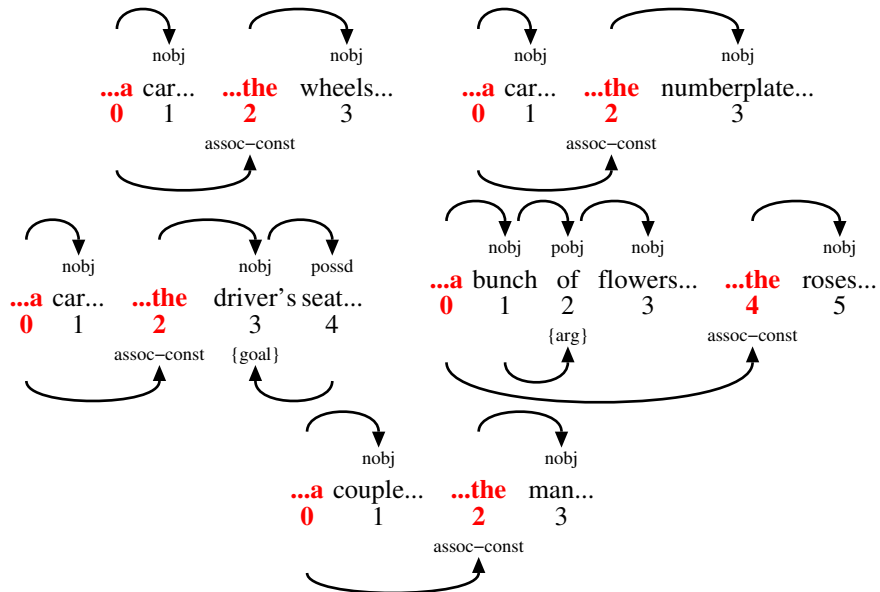 nobj nobj
...a car... ...the wheels...
0 1 2 3
assoc–const
nobj nobj
...a car... ...the numberplate...
0 1 2 3
assoc–const
nobj nobj possd
...a car... ...the driver's seat...
0 1 2 3 4
assoc–const {goal}
nobj pobj nobj nobj
...a bunch of flowers... ...the roses...
0 1 2 3 4 5
{arg} assoc–const
nobj nobj
...a couple... ...the man...
0 1 2 3
assoc–const